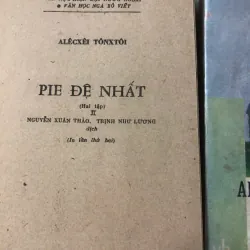 VĂN HỌC NGA XÔ VIẾT
ALÊCXÊI TÔNXTÔI
PIE ĐỆ NHẤT
(Hai tập)
II
NGUYỄN XUÂN THẢO, TRỊNH NHƯ LƯƠNG
dịch
(In lần thứ hai)